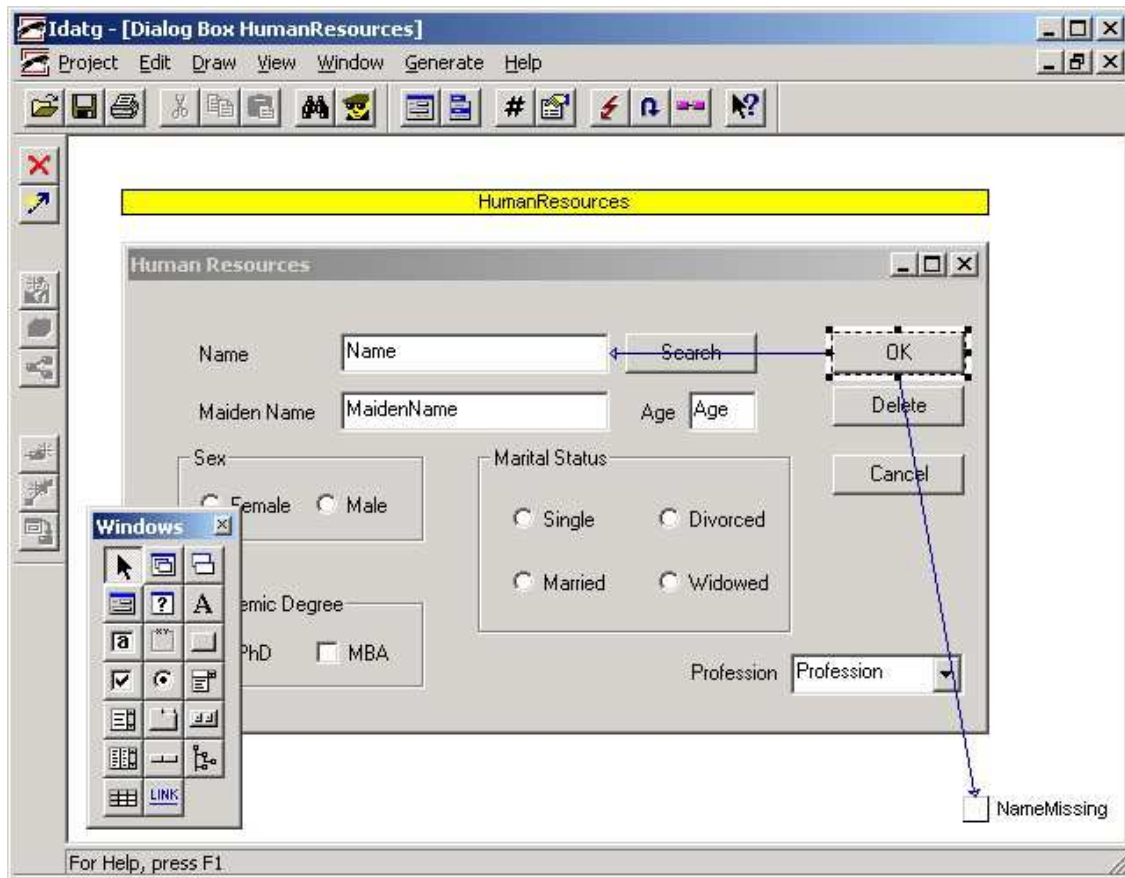 Idatg - [Dialog Box HumanResources]
Project Edit Draw View Window Generate Help
HumanResources
Human Resources
Name Name Search OK
Maiden Name MaidenName Age Age Delete
Sex Marital Status Cancel
Female Male Single Divorced
Windows
Married Widowed
emic Degree
PhD MBA
Profession Profession
LINK
NameMissing
For Help, press F1